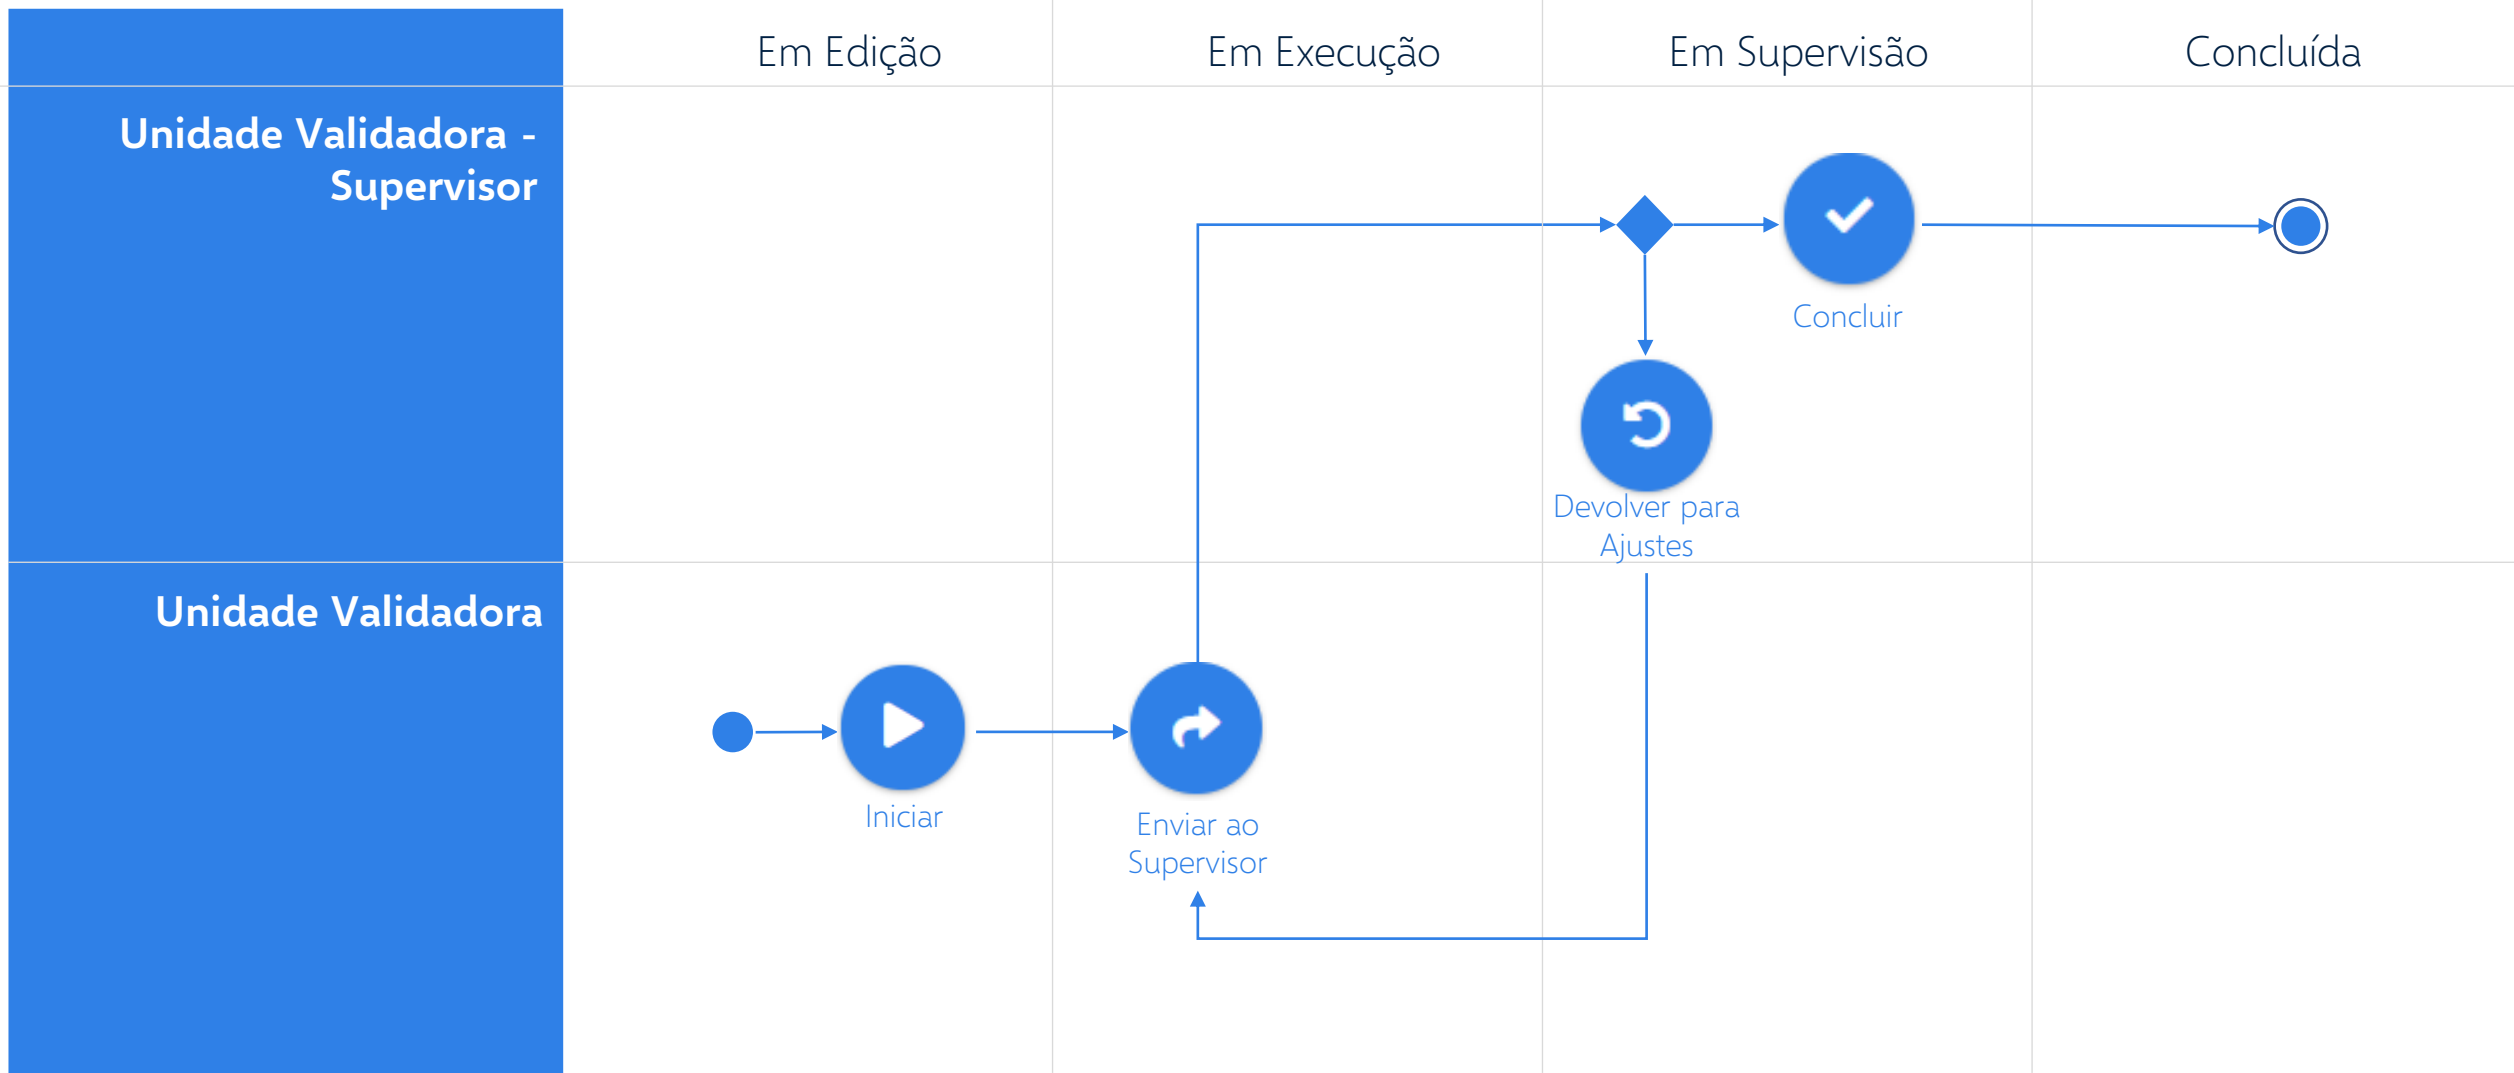 Em Edição
Em Execução
Em Supervisão
Concluída
Unidade Validadora -
Supervisor
Concluir
Devolver para
Ajustes
Unidade Validadora
Iniciar
Enviar ao
Supervisor